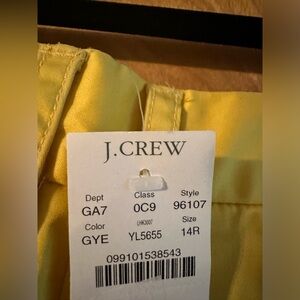 J.CREW
Dept Class Style
GA7 0C9 96107
Color Size
GYE YL5655 14R
099101538543